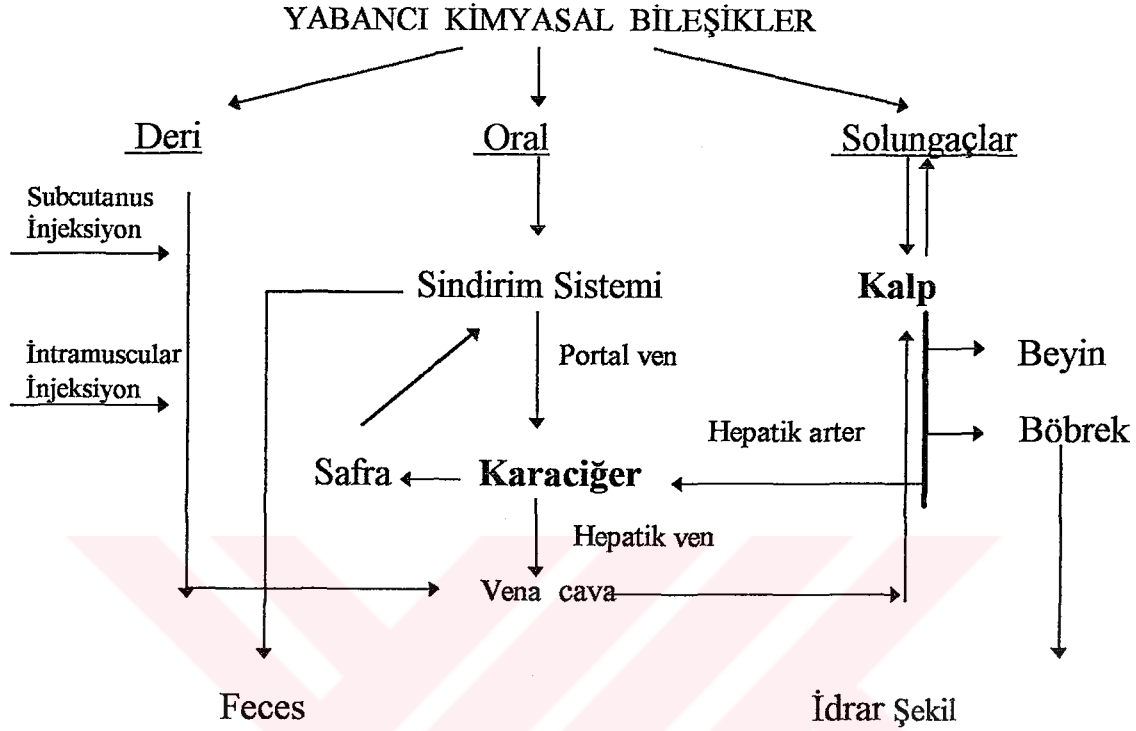 YABANCI KİMYASAL BİLEŞİKLER
Deri
Oral
Solungaçlar
Subcutanus
İnjeksiyon
Sindirim Sistemi
Kalp
İntramuscular
İnjeksiyon
Portal ven
Beyin
Hepatik arter
Böbrek
Safra
Karaciğer
Hepatik ven
Vena cava
Feces
İdrar Şekil